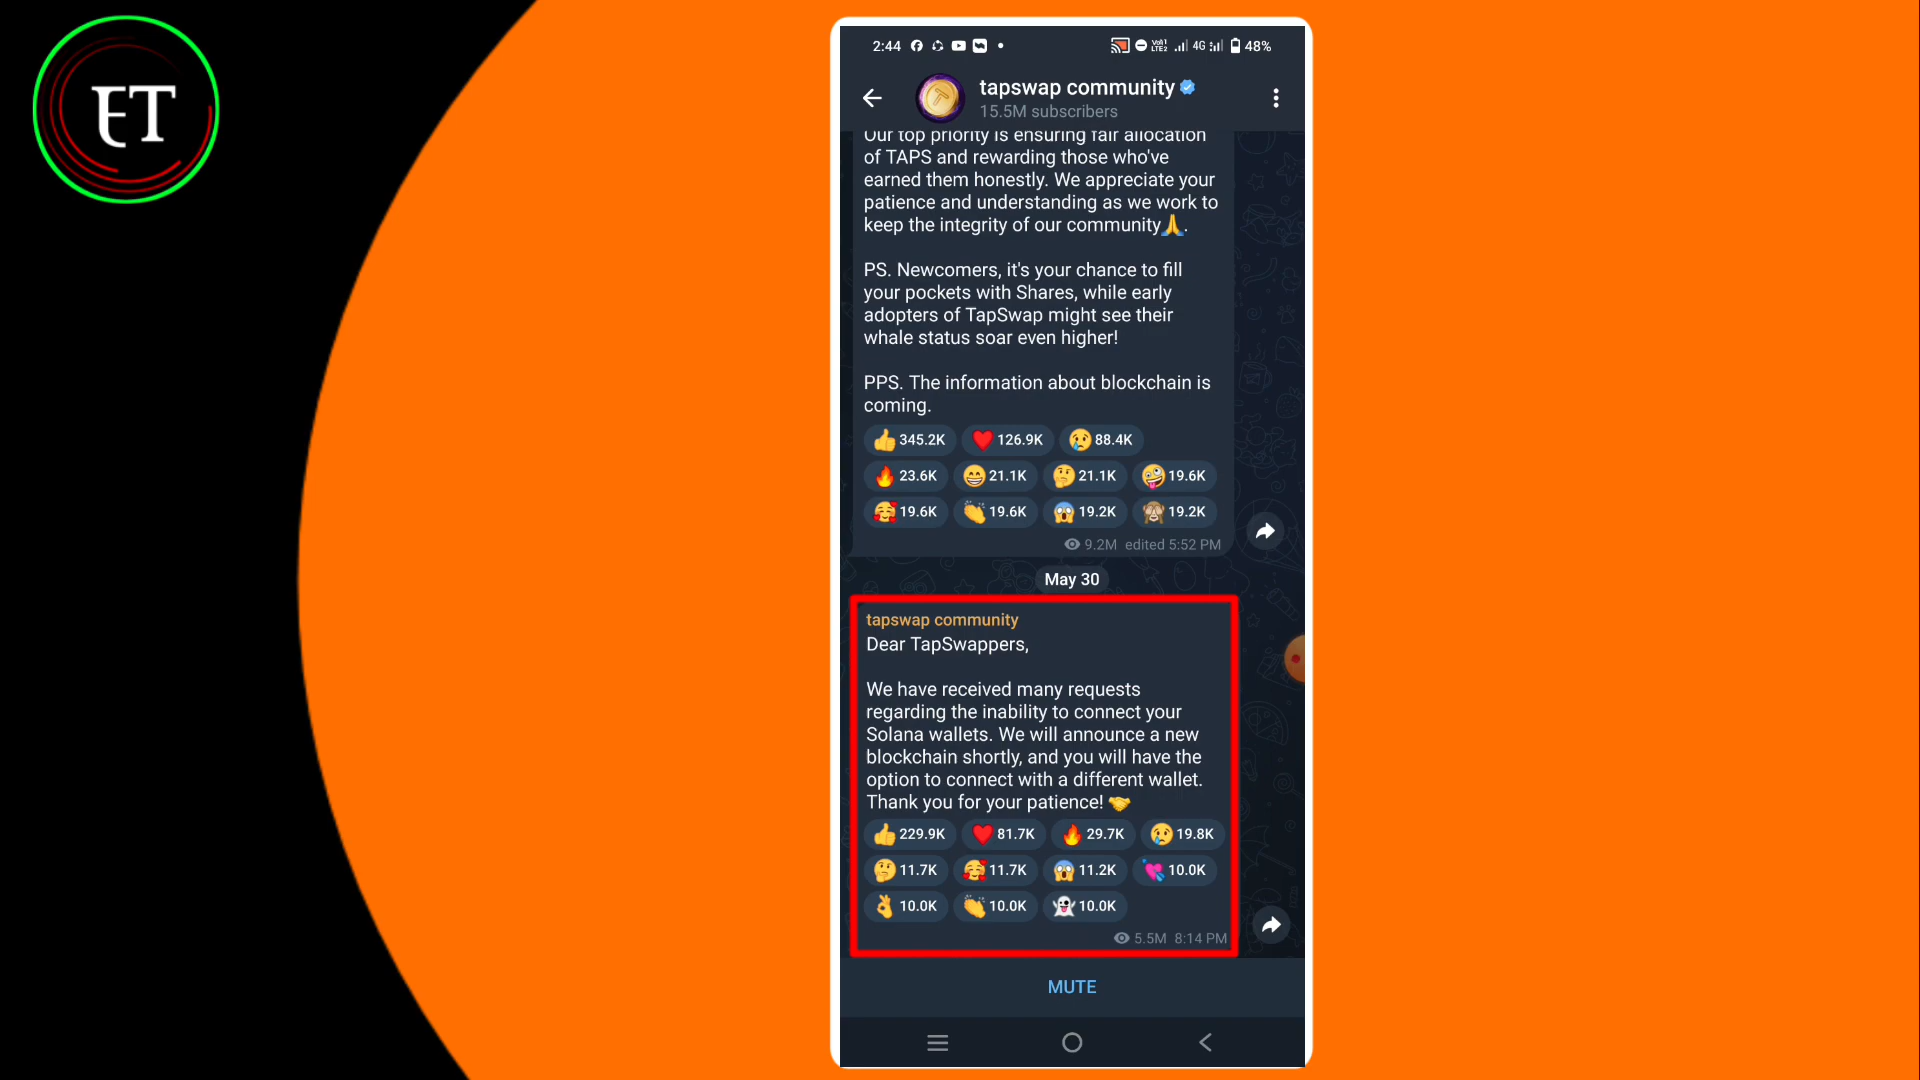 ET
2:44
VoI1 LTE2
4G
48%
tapswap community
15.5M subscribers
Our top priority is ensuring fair allocation
of TAPS and rewarding those who've
earned them honestly. We appreciate your
patience and understanding as we work to
keep the integrity of our community🙏.
PS. Newcomers, it's your chance to fill
your pockets with Shares, while early
adopters of TapSwap might see their
whale status soar even higher!
PPS. The information about blockchain is
coming.
👍 345.2K ❤️ 126.9K 😢 88.4K
🔥 23.6K 😁 21.1K 🤔 21.1K 🤪 19.6K
🥰 19.6K 👏 19.6K 😱 19.2K 🙈 19.2K
9.2M edited 5:52 PM
May 30
tapswap community
Dear TapSwappers,
We have received many requests
regarding the inability to connect your
Solana wallets. We will announce a new
blockchain shortly, and you will have the
option to connect with a different wallet.
Thank you for your patience! 🤝
👍 229.9K ❤️ 81.7K 🔥 29.7K 😢 19.8K
🤔 11.7K 🥰 11.7K 😱 11.2K 💘 10.0K
👌 10.0K 👏 10.0K 👻 10.0K
5.5M 8:14 PM
MUTE